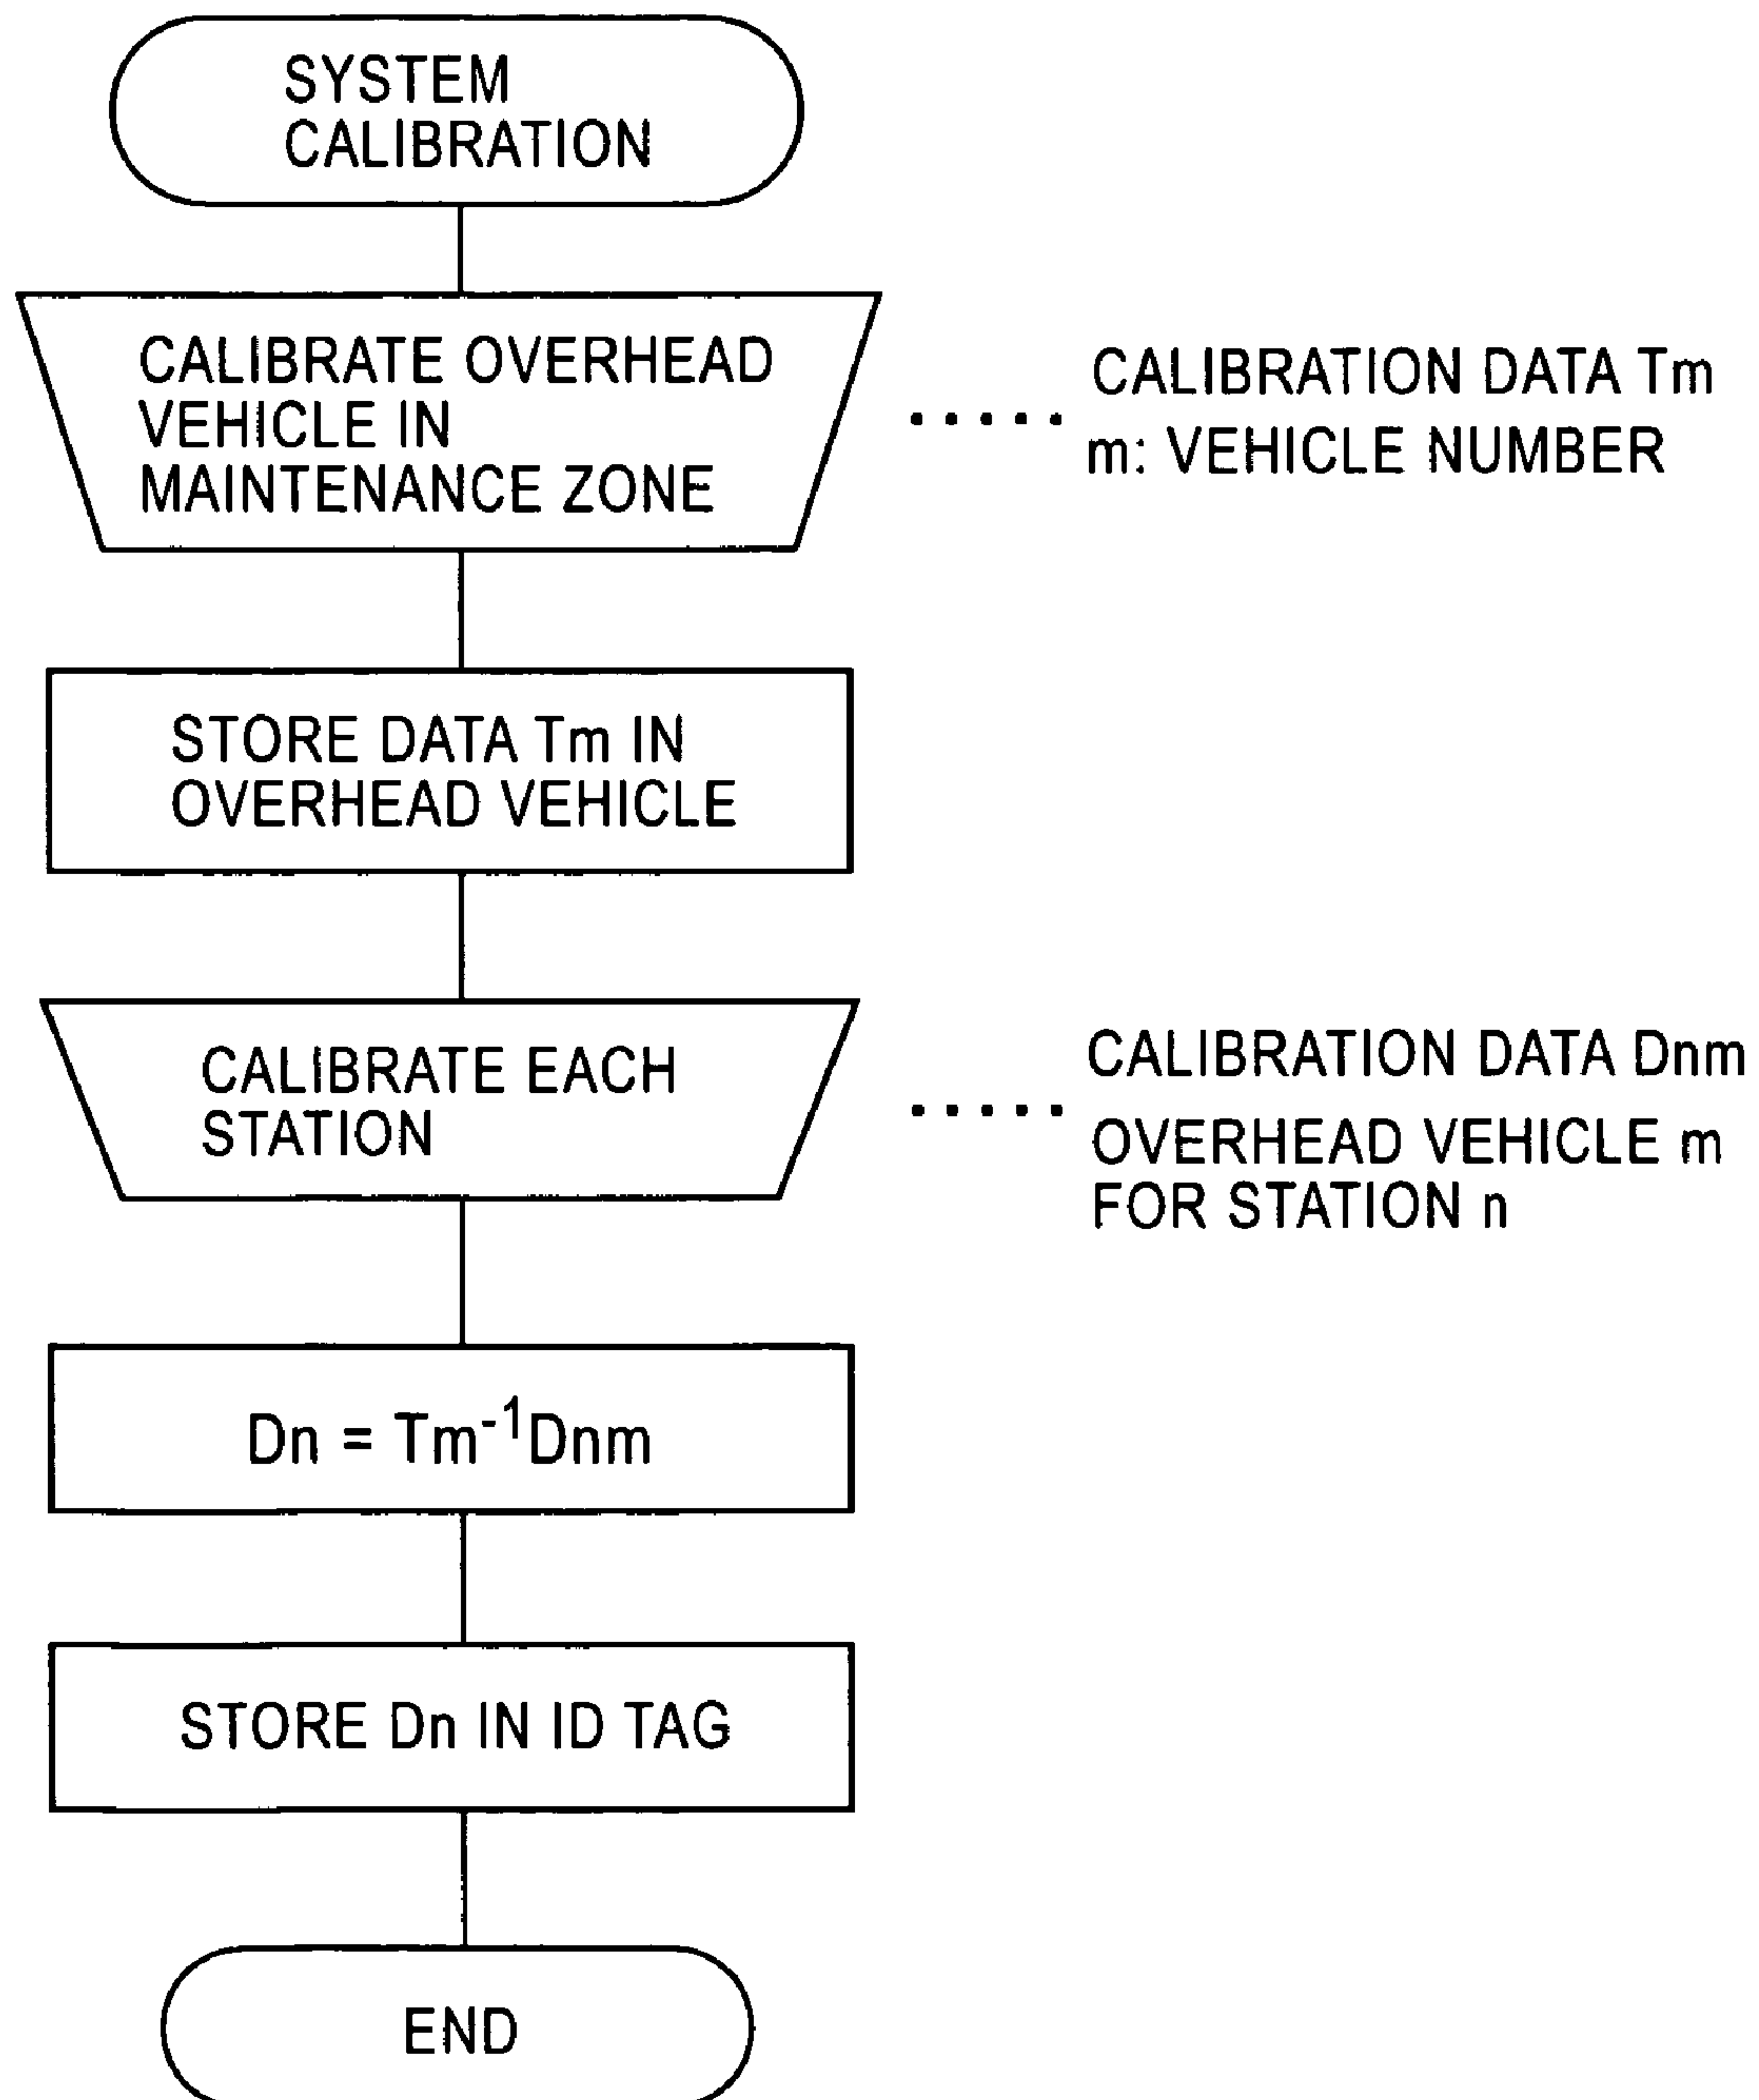 SYSTEM
CALIBRATION
CALIBRATE OVERHEAD
VEHICLE IN
MAINTENANCE ZONE
CALIBRATION DATA Tm
m: VEHICLE NUMBER
STORE DATA Tm IN
OVERHEAD VEHICLE
CALIBRATE EACH
STATION
CALIBRATION DATA Dnm
OVERHEAD VEHICLE m
FOR STATION n
Dn = Tm⁻¹Dnm
STORE Dn IN ID TAG
END